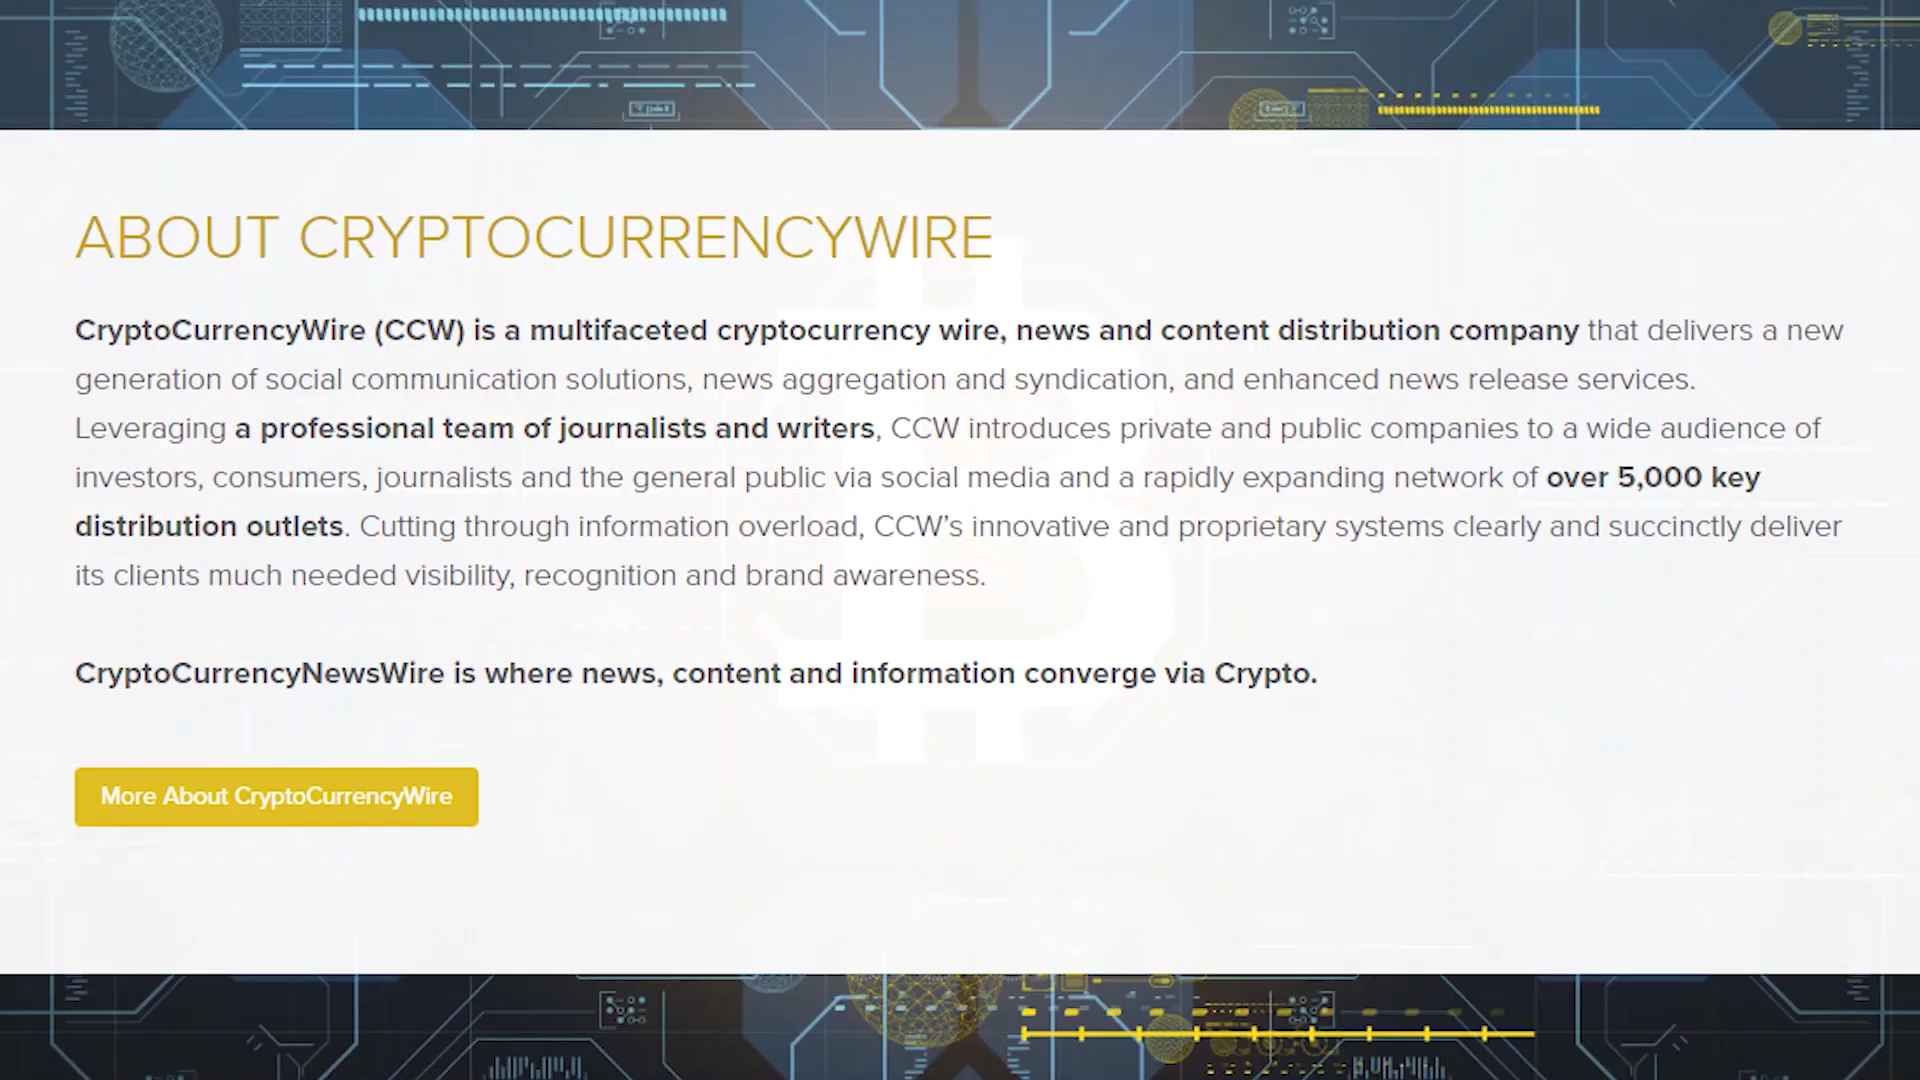 ABOUT CRYPTOCURRENCYWIRE
CryptoCurrencyWire (CCW) is a multifaceted cryptocurrency wire, news and content distribution company that delivers a new
generation of social communication solutions, news aggregation and syndication, and enhanced news release services.
Leveraging a professional team of journalists and writers, CCW introduces private and public companies to a wide audience of
investors, consumers, journalists and the general public via social media and a rapidly expanding network of over 5,000 key
distribution outlets. Cutting through information overload, CCW’s innovative and proprietary systems clearly and succinctly deliver
its clients much needed visibility, recognition and brand awareness.
CryptoCurrencyNewsWire is where news, content and information converge via Crypto.
More About CryptoCurrencyWire